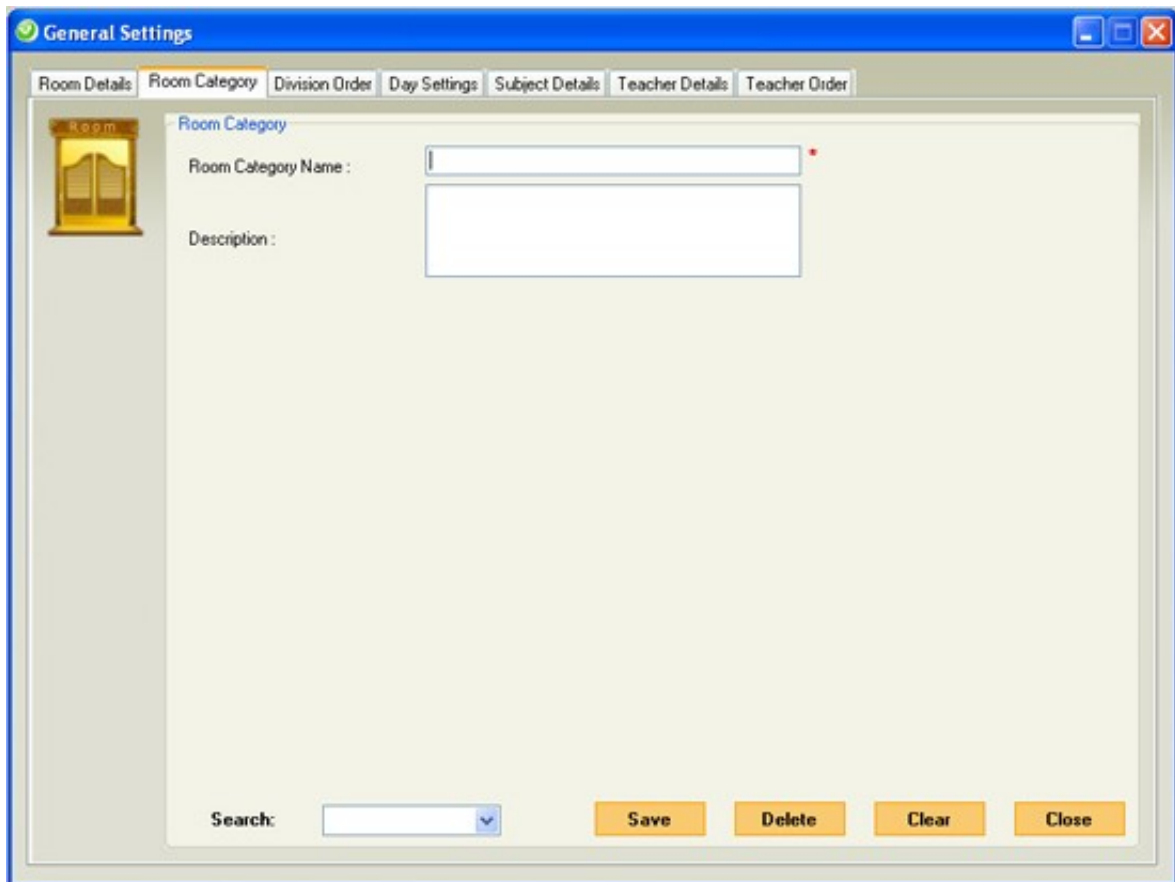 General Settings
Room Details Room Category Division Order Day Settings Subject Details Teacher Details Teacher Order
Room
Room Category
Room Category Name : *
Description :
Search: Save Delete Clear Close